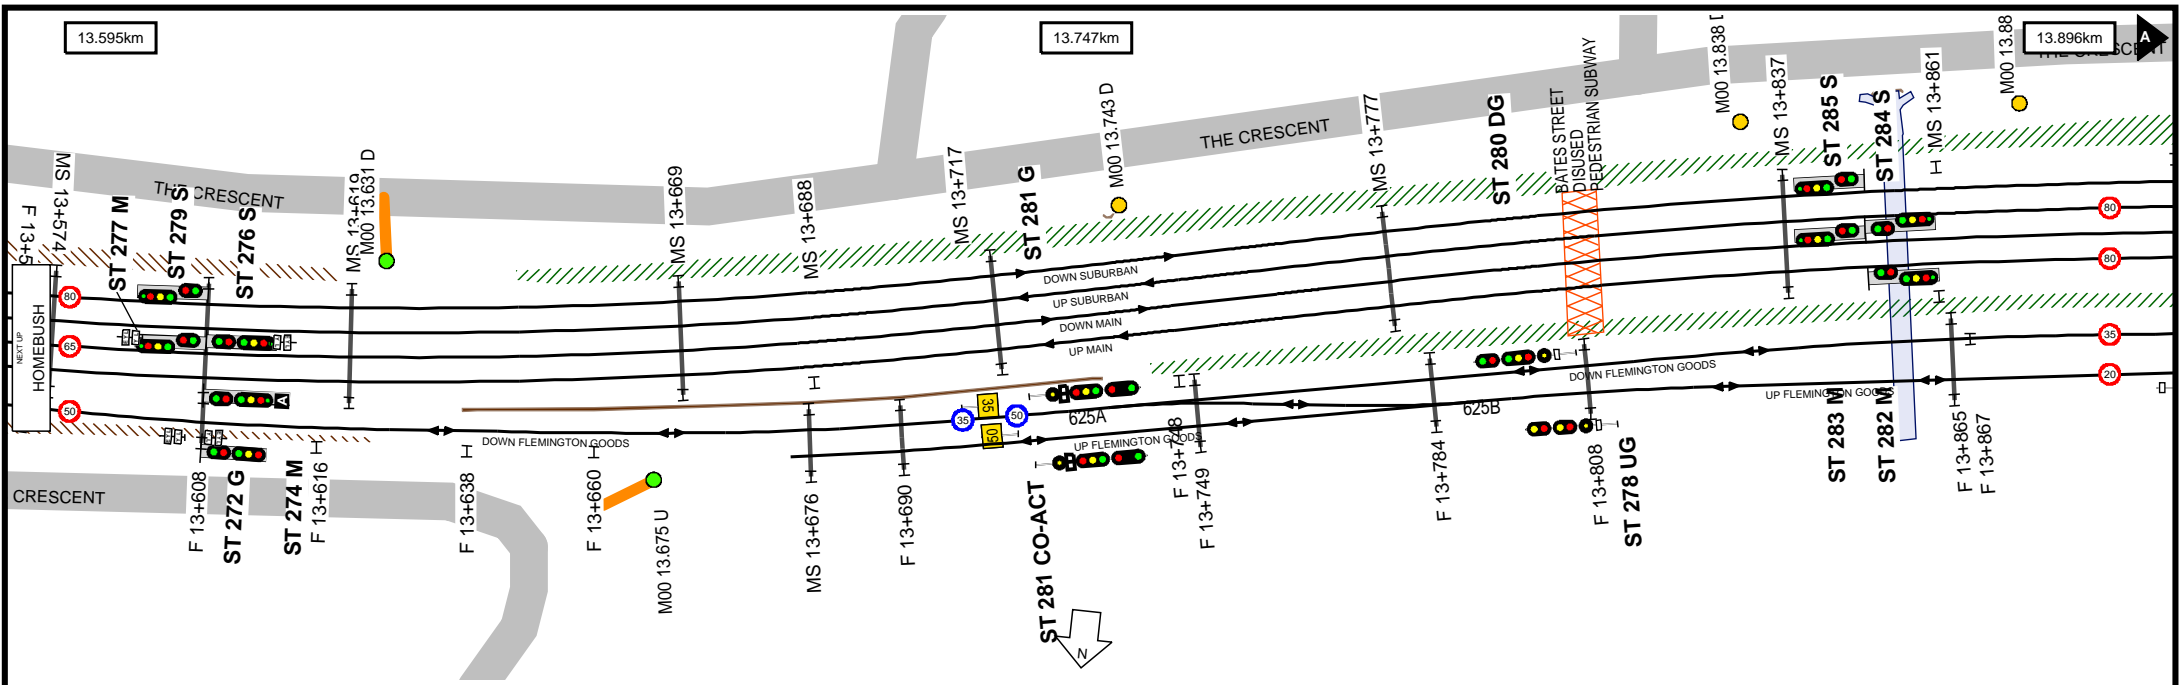 13.595km
13.747km
13.896km
A
THE CRESCENT
THE CRESCENT
THE CRESCENT
CRESCENT
F 13+5
MS 13+574
ST 277 M
ST 279 S
ST 276 S
MS 13+619
M00 13.631 D
MS 13+669
MS 13+688
MS 13+717
ST 281 G
M00 13.743 D
MS 13+777
ST 280 DG
BATES STREET
DISUSED
PEDESTRIAN SUBWAY
M00 13.838
MS 13+837
ST 285 S
ST 284 S
MS 13+861
M00 13.88
NEXT UP
HOMEBUSH
80
65
50
DOWN SUBURBAN
UP SUBURBAN
DOWN MAIN
UP MAIN
80
80
35
20
35
50
35
50
625A
625B
A
DOWN FLEMINGTON GOODS
UP FLEMINGTON GOODS
DOWN FLEMINGTON GOODS
UP FLEMINGTON GOODS
F 13+608
ST 272 G
ST 274 M
F 13+616
F 13+638
F 13+660
M00 13.675 U
MS 13+676
F 13+690
ST 281 CO-ACT
F 13+748
F 13+749
F 13+784
F 13+808
ST 278 UG
ST 283 M
ST 282 M
F 13+865
F 13+867
N